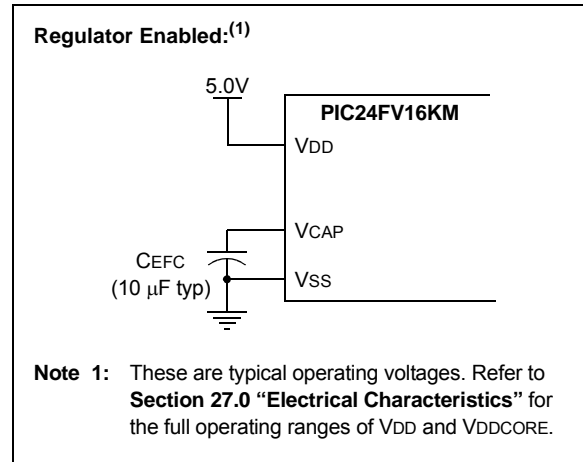 Regulator Enabled:(1)
5.0V
PIC24FV16KM
VDD
VCAP
CEFC
(10 μF typ)
VSS
Note 1: These are typical operating voltages. Refer to
Section 27.0 “Electrical Characteristics” for
the full operating ranges of VDD and VDDCORE.